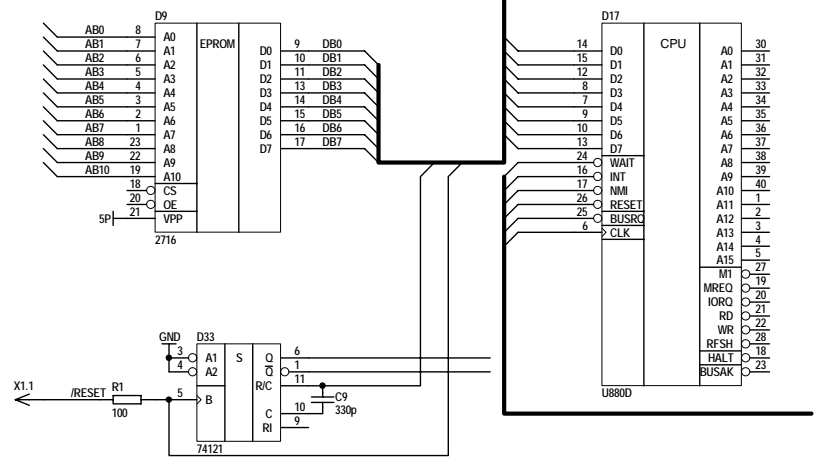 D9
EPROM
AB0 8 A0
AB1 7 A1
AB2 6 A2
AB3 5 A3
AB4 4 A4
AB5 3 A5
AB6 2 A6
AB7 1 A7
AB8 23 A8
AB9 22 A9
AB10 19 A10
18 CS
20 OE
5P 21 VPP
D0 9 DB0
D1 10 DB1
D2 11 DB2
D3 13 DB3
D4 14 DB4
D5 15 DB5
D6 16 DB6
D7 17 DB7
2716
D17
CPU
14 D0
15 D1
12 D2
8 D3
7 D4
9 D5
10 D6
13 D7
24 WAIT
16 INT
17 NMI
26 RESET
25 BUSRQ
6 CLK
A0 30
A1 31
A2 32
A3 33
A4 34
A5 35
A6 36
A7 37
A8 38
A9 39
A10 40
A11 1
A12 2
A13 3
A14 4
A15 5
M1 27
MREQ 19
IORQ 20
RD 21
WR 22
RFSH 28
HALT 18
BUSAK 23
U880D
GND
D33
S
3 A1
4 A2
X1.1
/RESET
R1
100
5 B
Q 6
Q 1
R/C 11
C 10
RI 9
C9
330p
74121